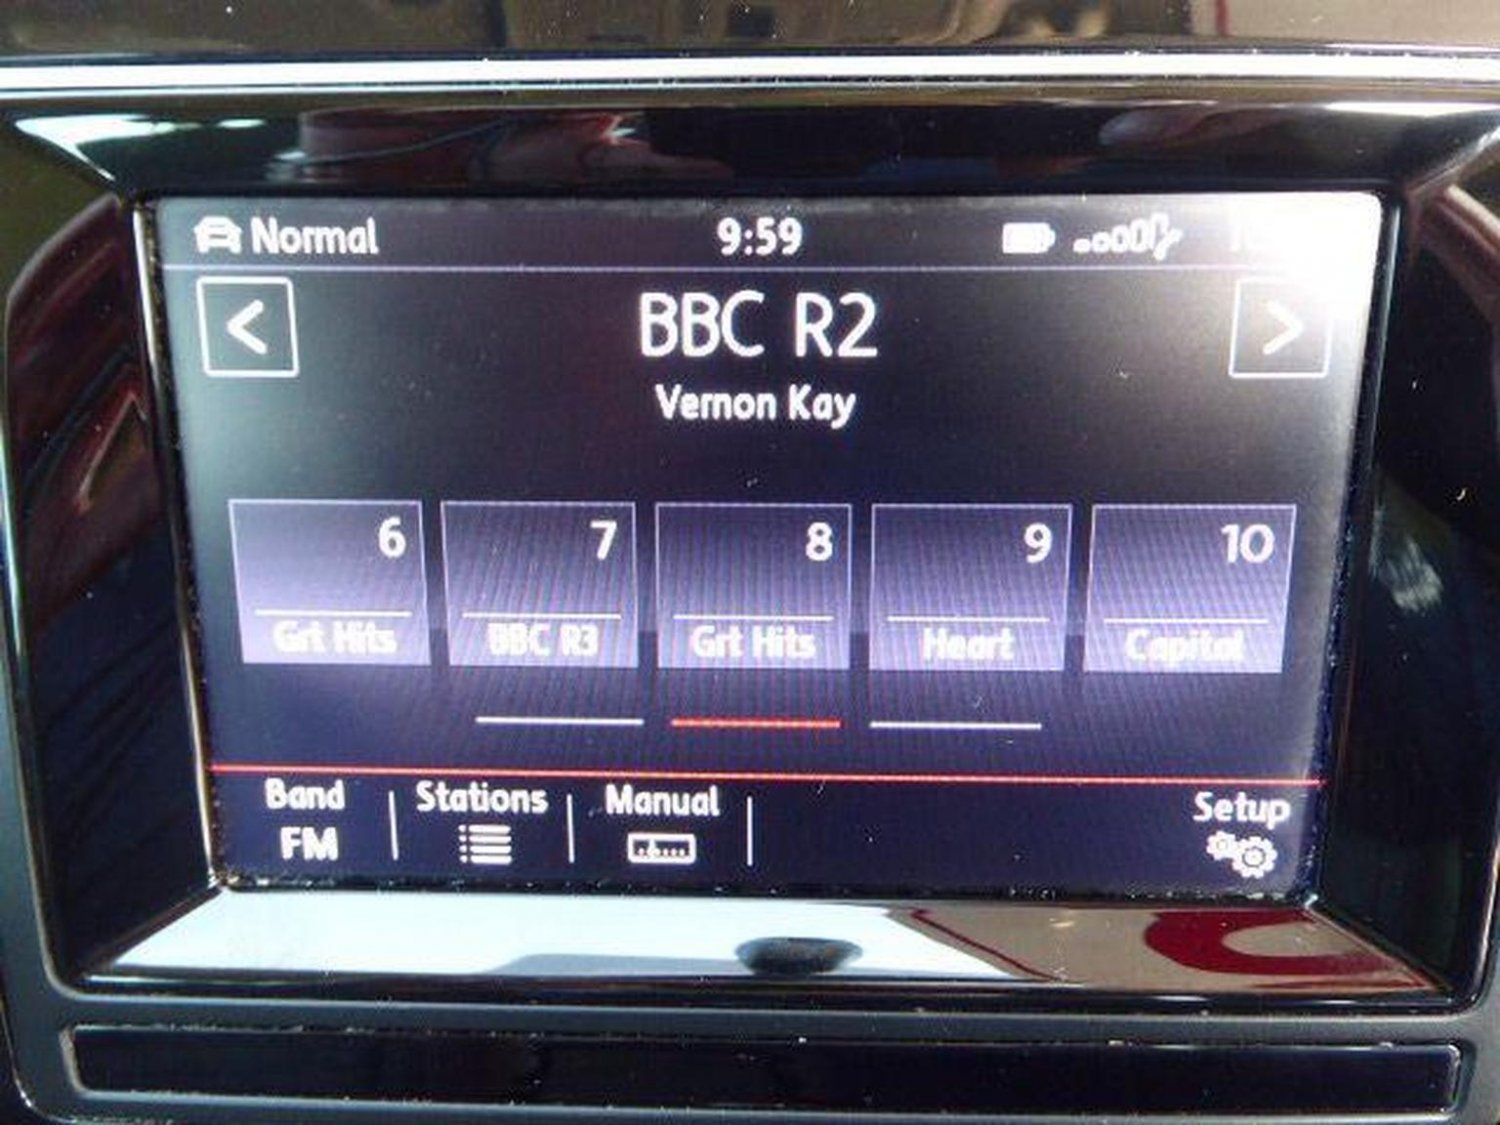 Normal 9:59
<
BBC R2
>
Vernon Kay
6 7 8 9 10
Grt Hits BBC R3 Grt Hits Heart Capital
Band Stations Manual Setup
FM